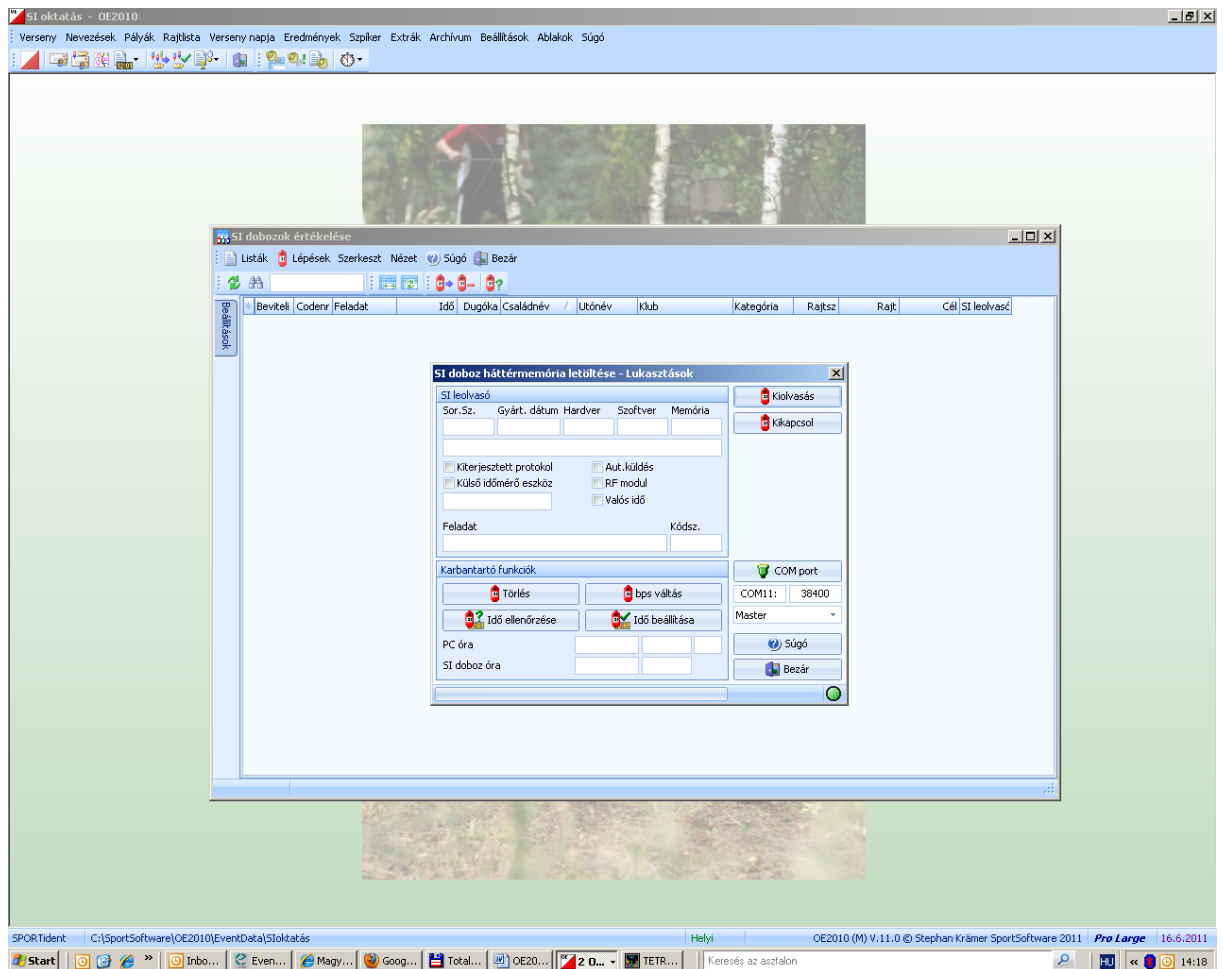 SI oktatás - OE2010
Verseny Nevezések Pályák Rajtlista Verseny napja Eredmények Szpíker Extrák Archívum Beállítások Ablakok Súgó
SI dobozok értékelése
Listák Lépések Szerkeszt Nézet Súgó Bezár
Beállítások
Beviteli Codenr Feladat Idő Dugóka Családnév Utónév Klub Kategória Rajtsz Rajt Cél SI leolvasó
SI doboz háttérmemória letöltése - Lukasztások
SI leolvasó
Kiolvasás
Sor.Sz. Gyárt. dátum Hardver Szoftver Memória
Kikapcsol
Kiterjesztett protokol Aut.küldés
Külső időmérő eszköz RF modul
Valós idő
Feladat Kódsz.
Karbantartó funkciók
COM port
Törlés bps váltás
COM11: 38400
Idő ellenőrzése Idő beállítása
Master
PC óra
Súgó
SI doboz óra
Bezár
SPORTident C:\SportSoftware\OE2010\EventData\SIoktatás Helyi OE2010 (M) V.11.0 © Stephan Krämer SportSoftware 2011 Pro Large 16.6.2011
Start » Inbo... Even... Magy... Goog... Total... OE20... 2 O... TETR... Keresés az asztalon HU « 14:18